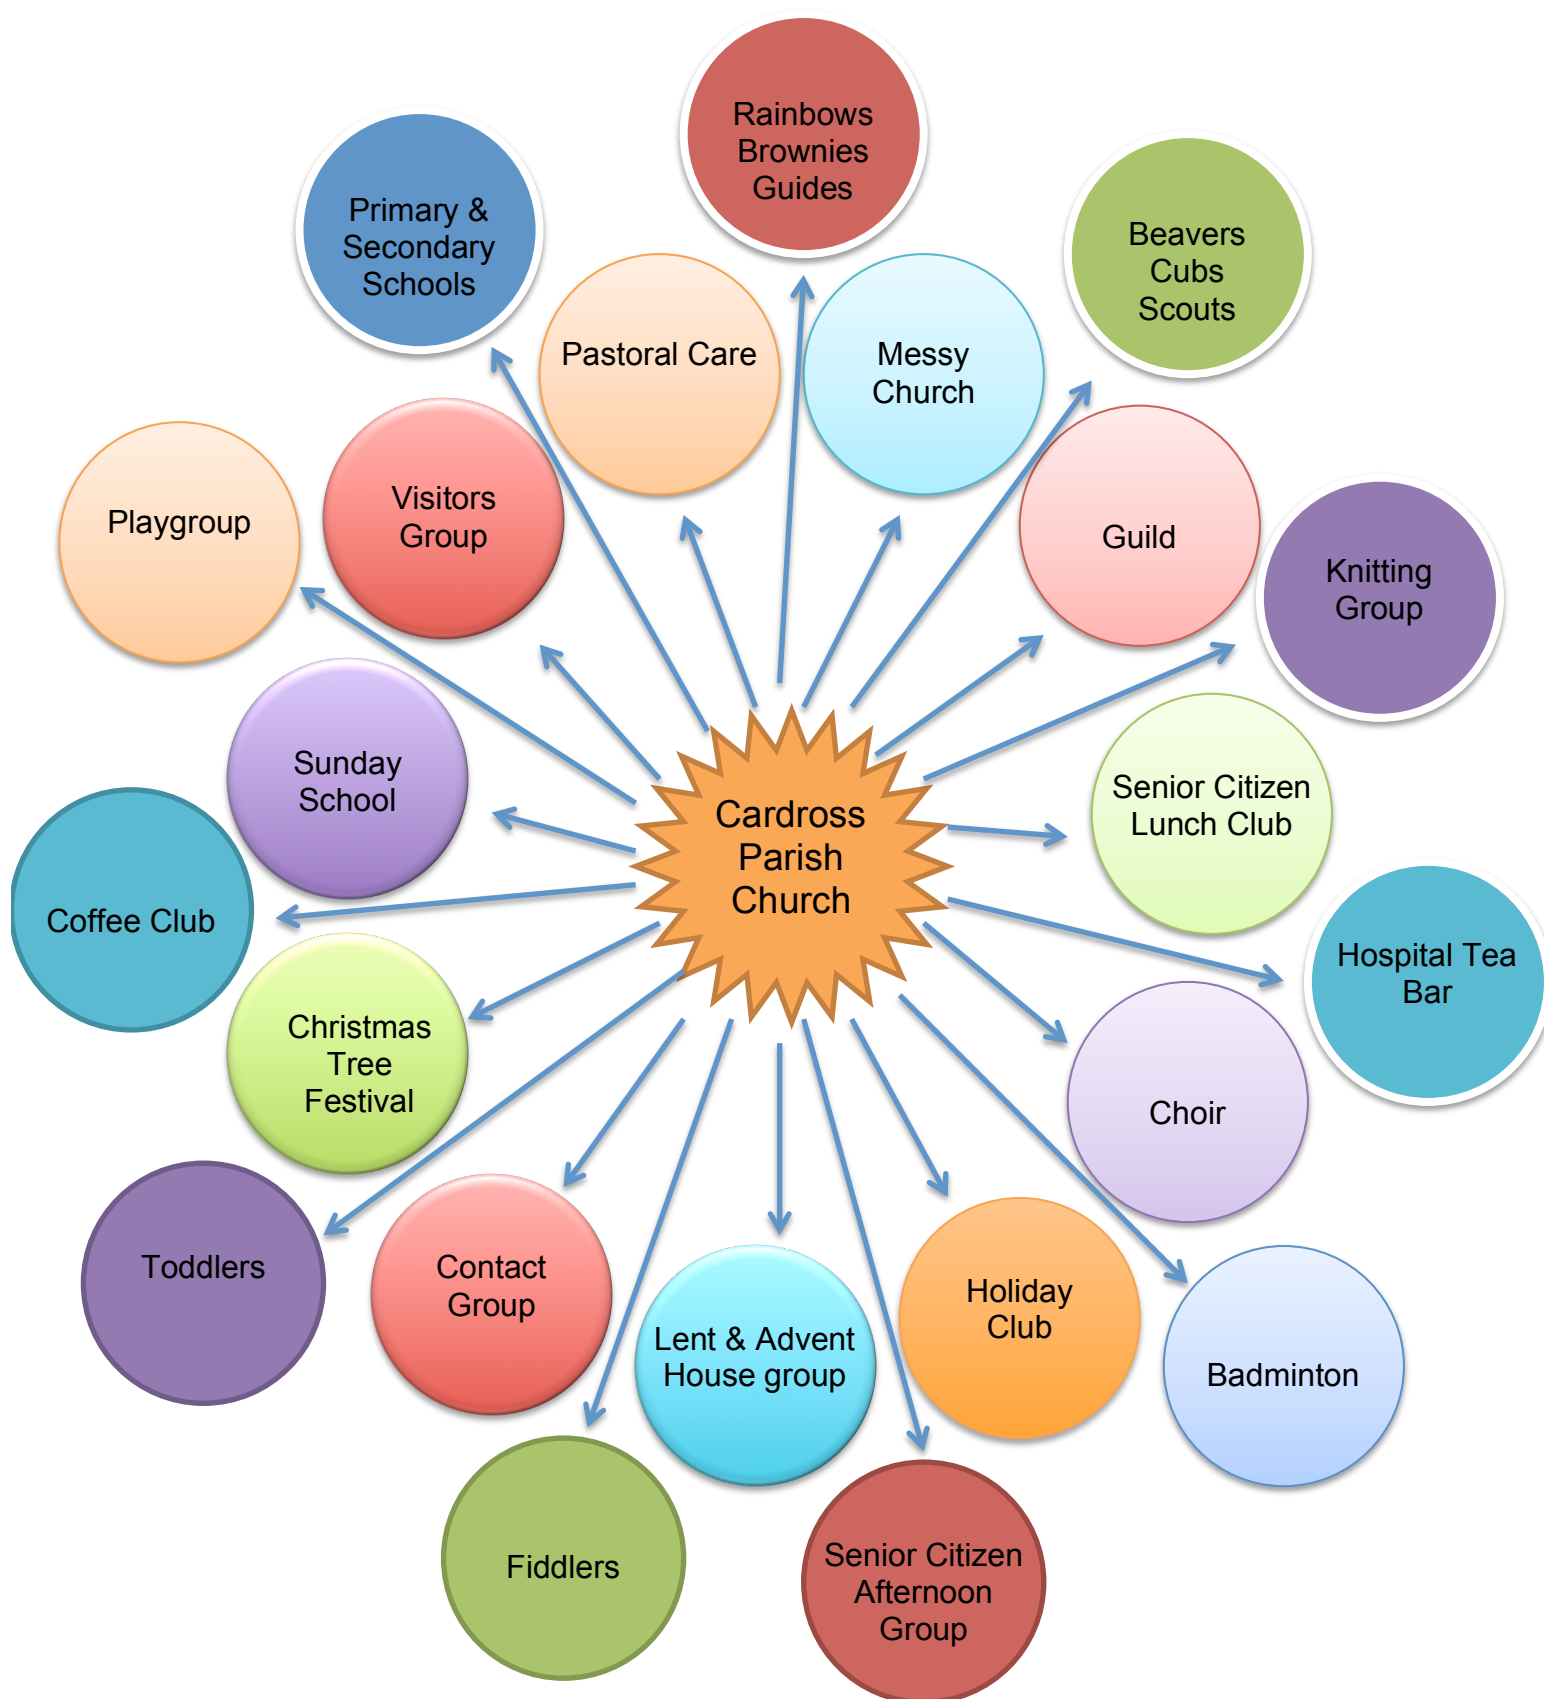 Rainbows
Brownies
Guides
Primary &
Secondary
Schools
Beavers
Cubs
Scouts
Pastoral Care
Messy
Church
Visitors
Group
Playgroup
Guild
Knitting
Group
Sunday
School
Senior Citizen
Lunch Club
Cardross
Parish
Church
Coffee Club
Hospital Tea
Bar
Christmas
Tree
Festival
Choir
Toddlers
Contact
Group
Holiday
Club
Lent & Advent
House group
Badminton
Fiddlers
Senior Citizen
Afternoon
Group